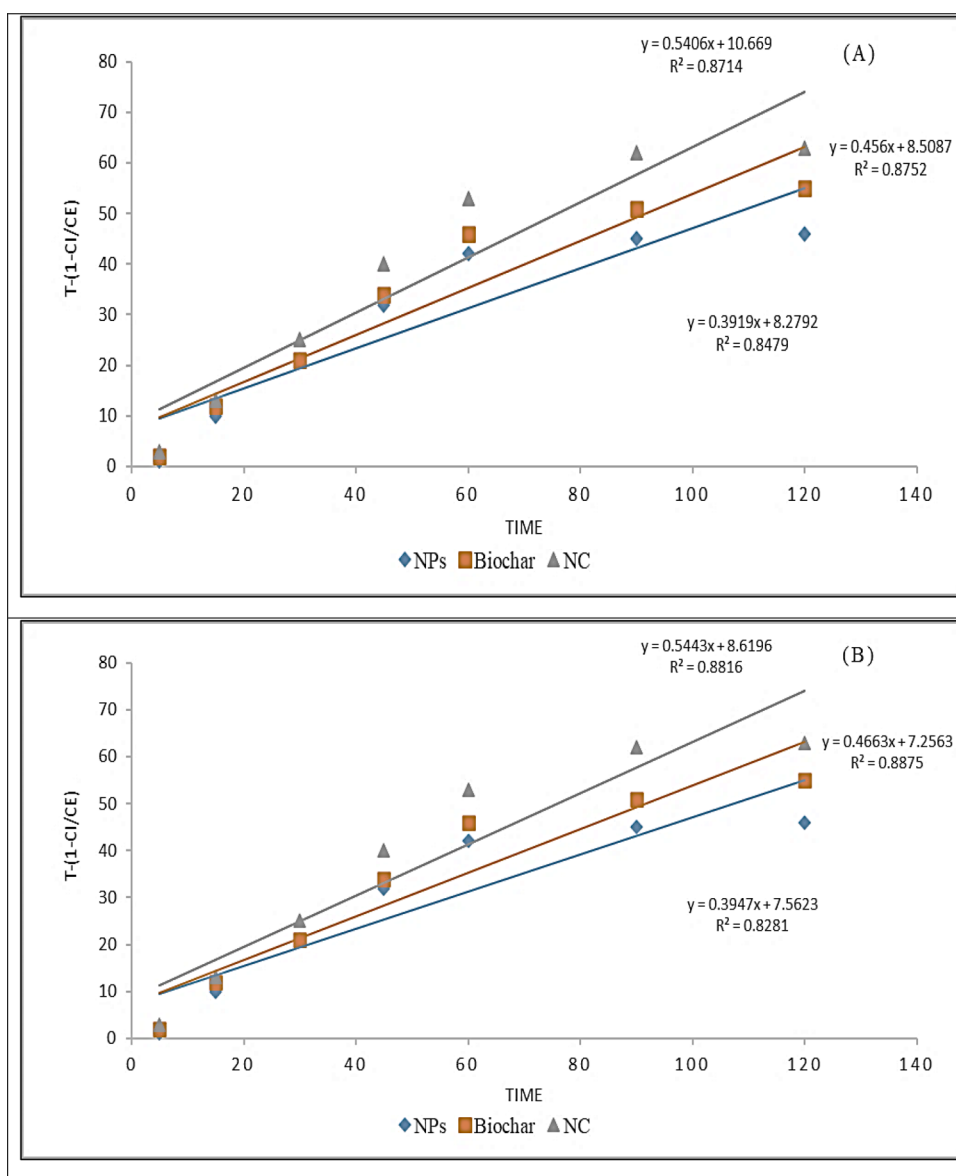 y = 0.5406x + 10.669
R² = 0.8714
(A)
80
70
y = 0.456x + 8.5087
R² = 0.8752
60
50
T-(1-CI/CE)
40
30
y = 0.3919x + 8.2792
R² = 0.8479
20
10
0
0 20 40 60 80 100 120 140
TIME
NPs Biochar NC
y = 0.5443x + 8.6196
R² = 0.8816
(B)
80
70
y = 0.4663x + 7.2563
R² = 0.8875
60
50
T-(1-CI/CE)
40
30
y = 0.3947x + 7.5623
R² = 0.8281
20
10
0
0 20 40 60 80 100 120 140
TIME
NPs Biochar NC